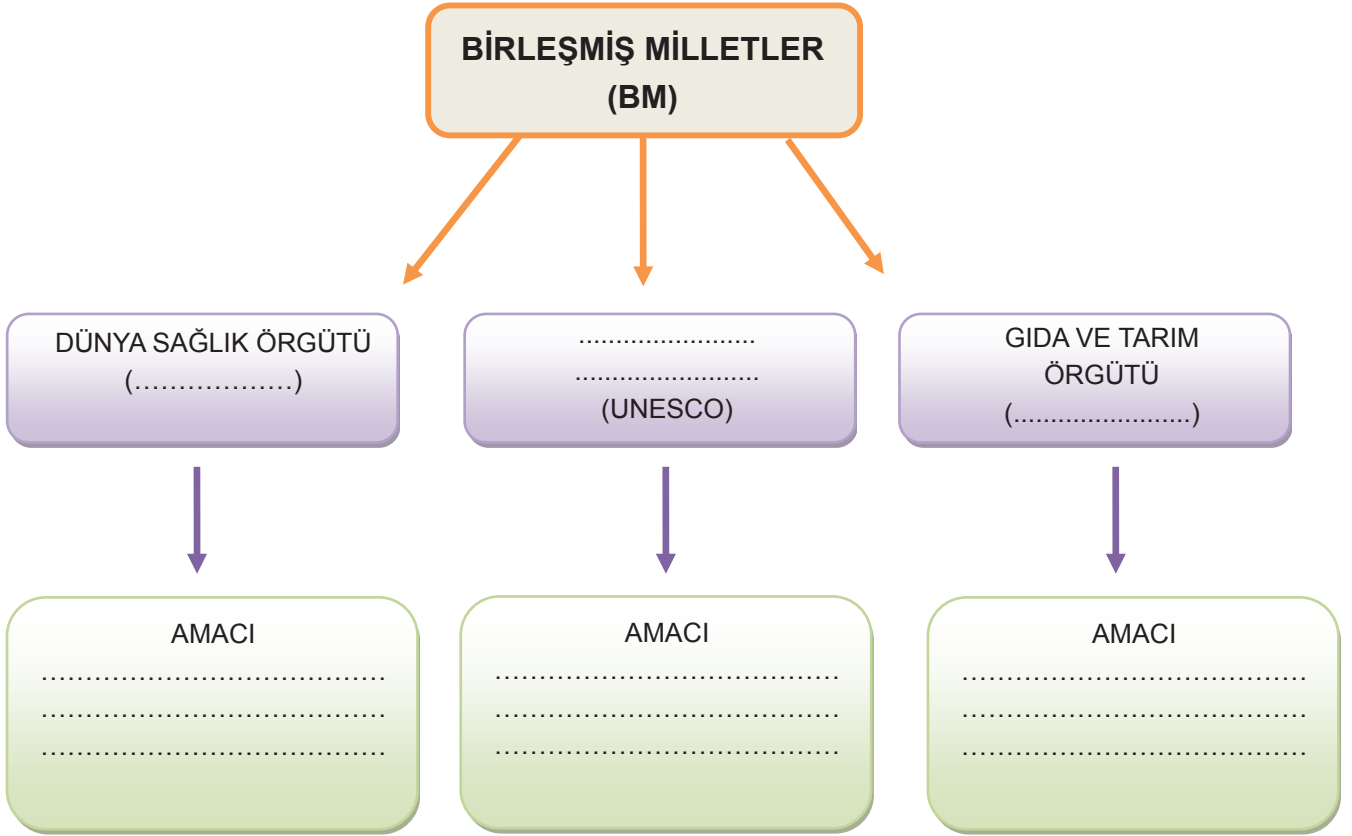 BİRLEŞMİŞ MİLLETLER
(BM)
DÜNYA SAĞLIK ÖRGÜTÜ
(………………)
........................
.........................
(UNESCO)
GIDA VE TARIM
ÖRGÜTÜ
(........................)
AMACI
…………………………………
…………………………………
…………………………………
AMACI
…………………………………
…………………………………
…………………………………
AMACI
…………………………………
…………………………………
…………………………………